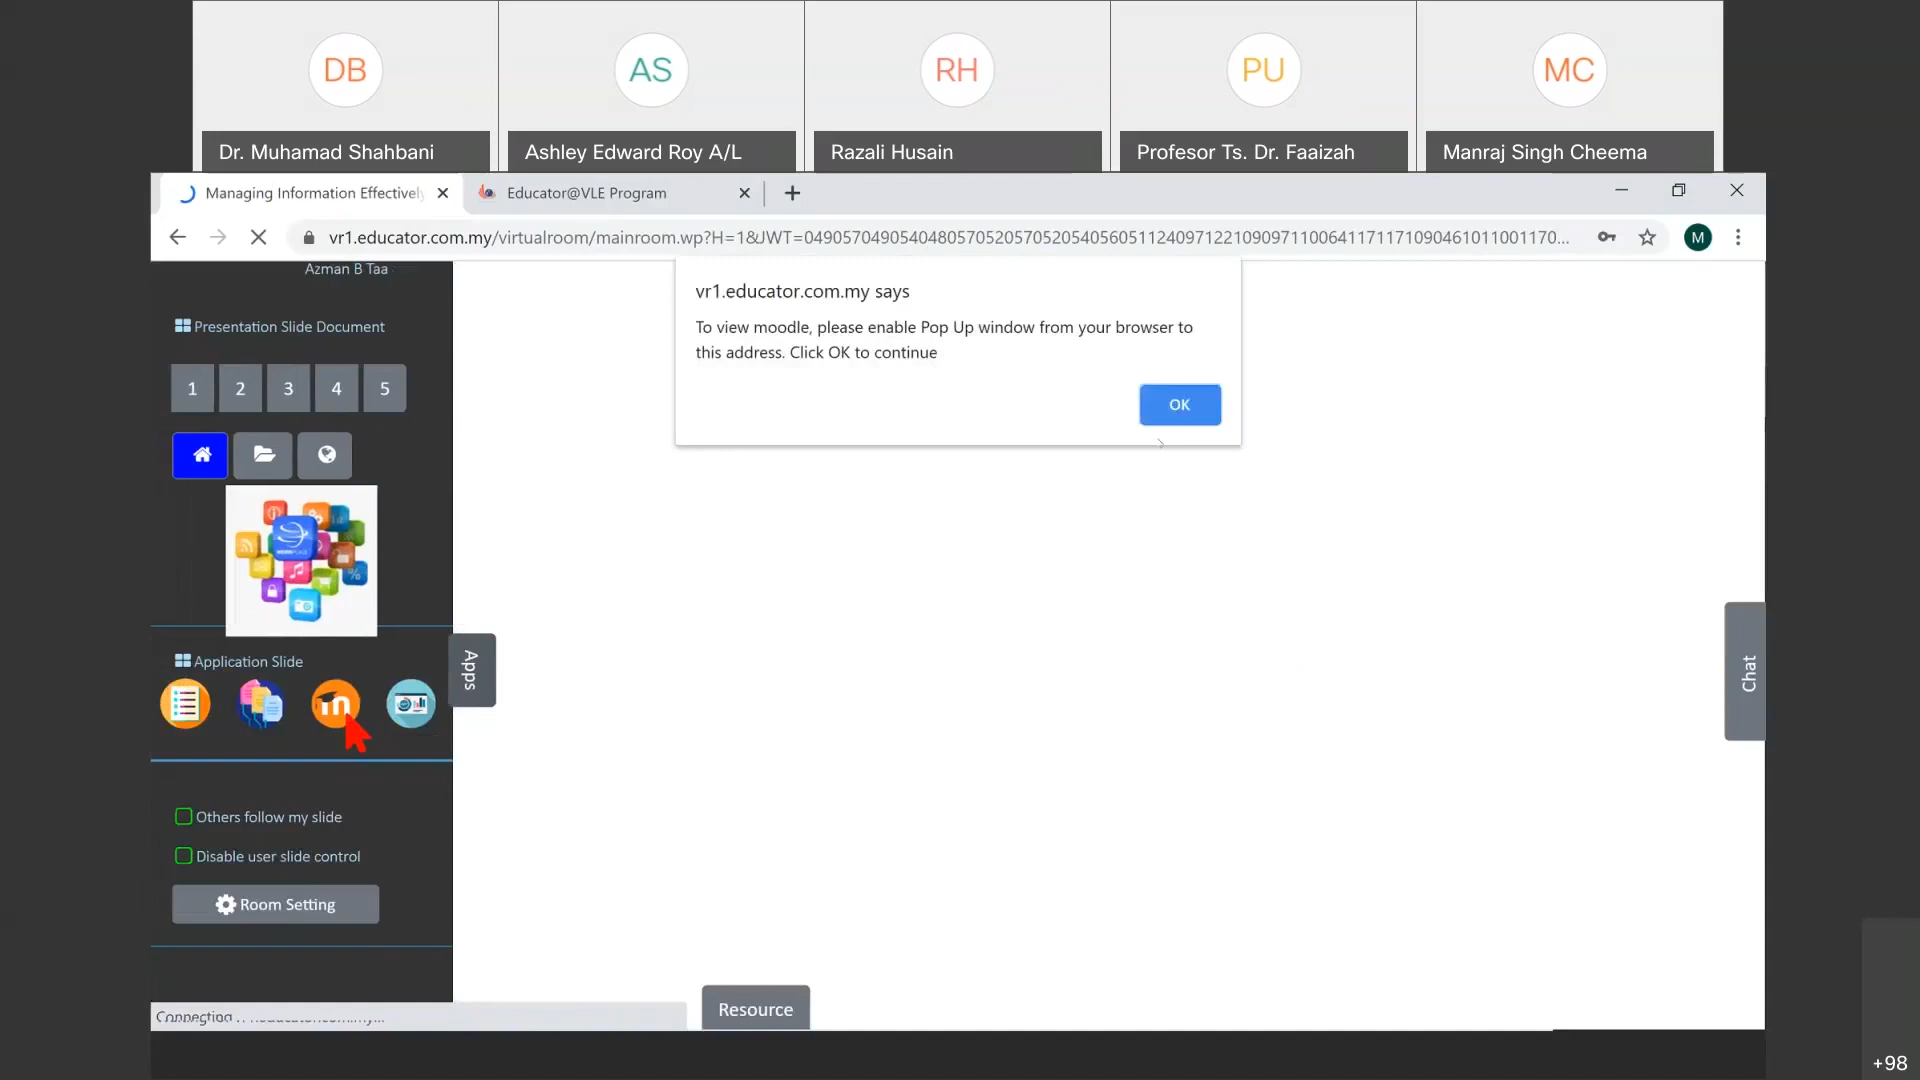 DB
AS
RH
PU
MC
Dr. Muhamad Shahbani
Ashley Edward Roy A/L
Razali Husain
Profesor Ts. Dr. Faaizah
Manraj Singh Cheema
Managing Information Effectively
Educator@VLE Program
vr1.educator.com.my/virtualroom/mainroom.wp?H=1&JWT=0490570490540480570520570520540560511240971221090971100641171171090461011001170...
M
Azman B Taa
vr1.educator.com.my says
To view moodle, please enable Pop Up window from your browser to
this address. Click OK to continue
OK
Presentation Slide Document
1 2 3 4 5
Application Slide
Apps
Chat
Others follow my slide
Disable user slide control
Room Setting
Connecting
Resource
+98